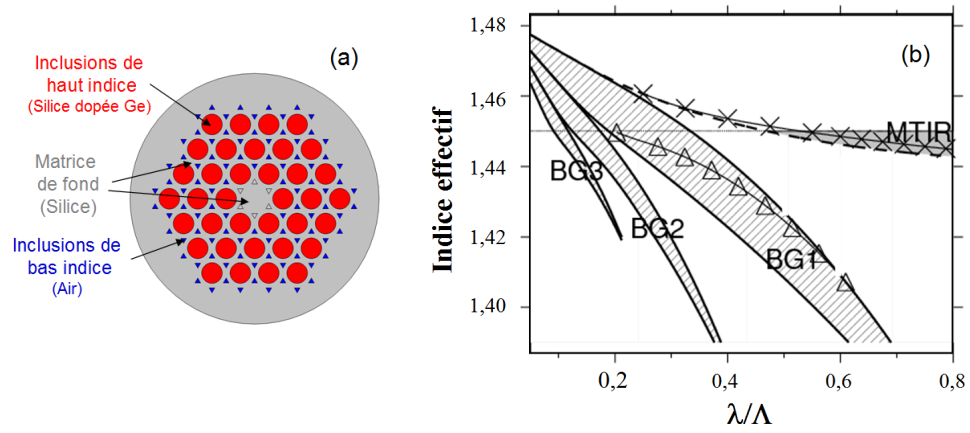 (a)
Inclusions de
haut indice
(Silice dopée Ge)
Matrice
de fond
(Silice)
Inclusions de
bas indice
(Air)
(b)
Indice effectif
1,48
1,46
1,44
1,42
1,40
MTIR
BG3
BG2
BG1
0,2
0,4
0,6
0,8
λ/Λ